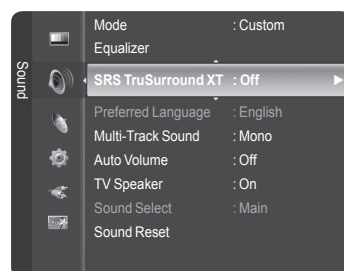 Sound
Mode : Custom
Equalizer
SRS TruSurround XT : Off
Preferred Language : English
Multi-Track Sound : Mono
Auto Volume : Off
TV Speaker : On
Sound Select : Main
Sound Reset